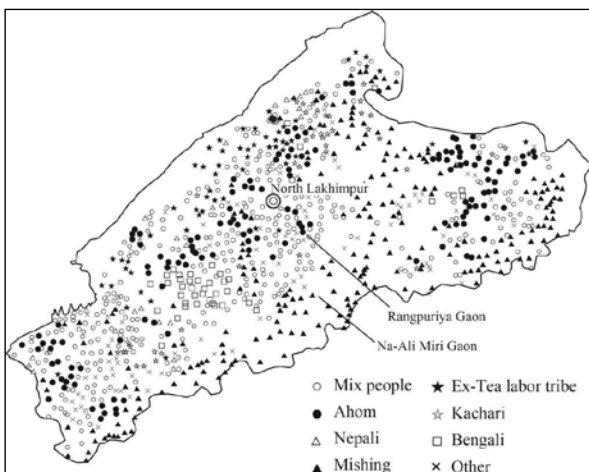 North Lakhimpur
Rangpuriya Gaon
Na-Ali Miri Gaon
Mix people
Ex-Tea labor tribe
Ahom
Kachari
Nepali
Bengali
Mishing
Other